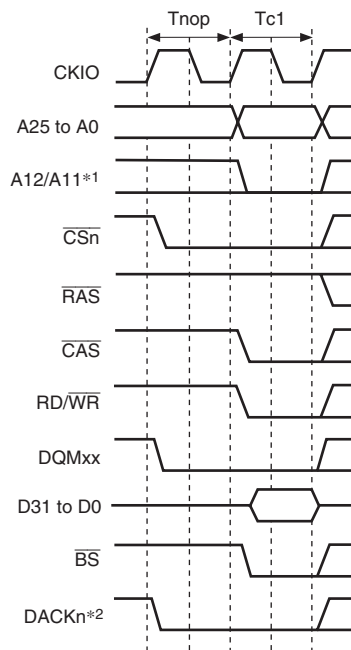 Tnop Tc1
CKIO
A25 to A0
A12/A11*1
CSn
RAS
CAS
RD/WR
DQMxx
D31 to D0
BS
DACKn*2